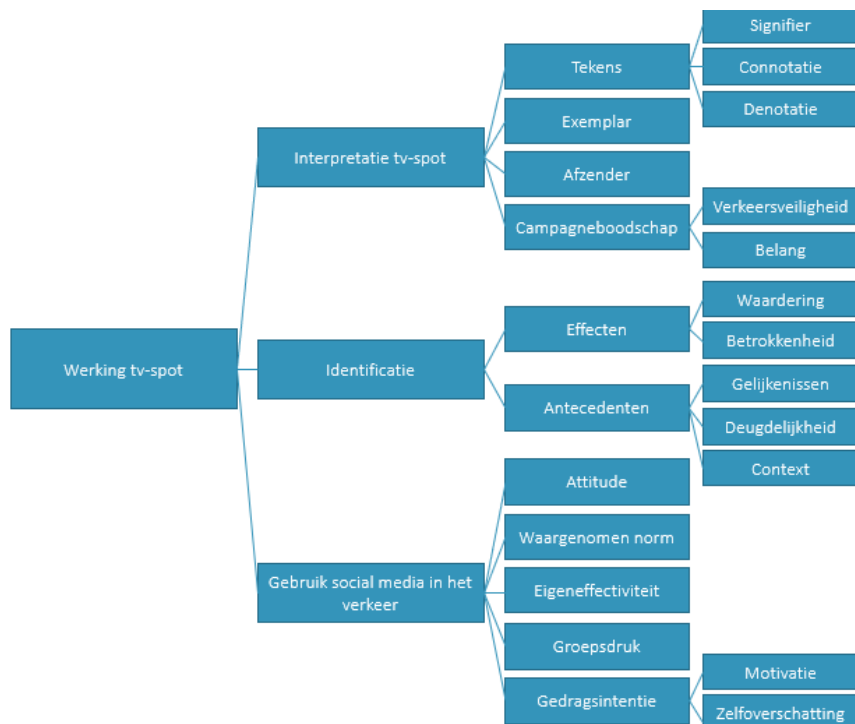 Werking tv-spot
Interpretatie tv-spot
Tekens
Signifier
Connotatie
Denotatie
Exemplar
Afzender
Campagneboodschap
Verkeersveiligheid
Belang
Identificatie
Effecten
Waardering
Betrokkenheid
Antecedenten
Gelijkenissen
Deugdelijkheid
Context
Gebruik social media in het
verkeer
Attitude
Waargenomen norm
Eigeneffectiviteit
Groepsdruk
Gedragsintentie
Motivatie
Zelfoverschatting